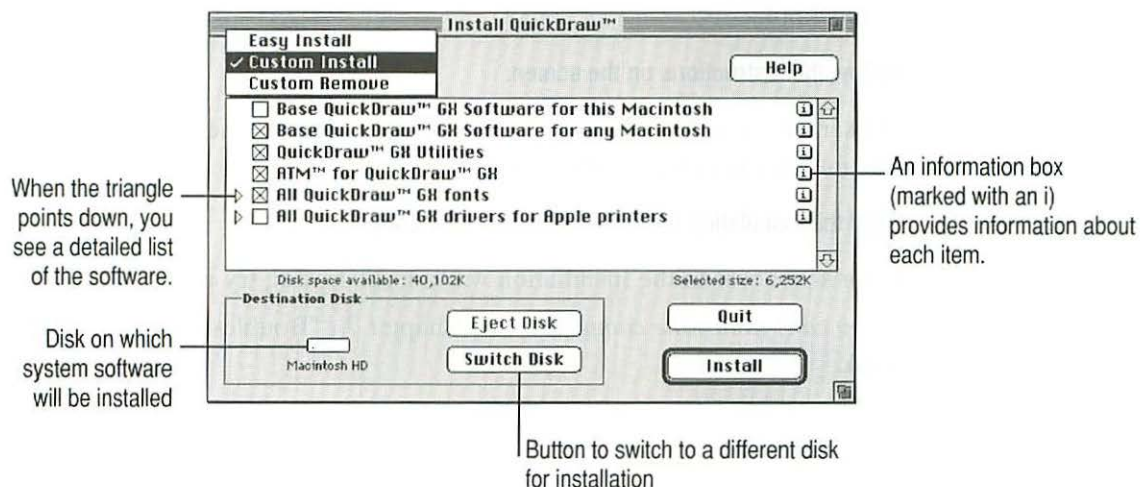 Install QuickDraw™
Easy Install
✓ Custom Install
Custom Remove
Help
Base QuickDraw™ GX Software for this Macintosh
Base QuickDraw™ GX Software for any Macintosh
QuickDraw™ GX Utilities
ATM™ for QuickDraw™ GX
All QuickDraw™ GX fonts
All QuickDraw™ GX drivers for Apple printers
Disk space available: 40,102K
Selected size: 6,252K
Destination Disk
Macintosh HD
Eject Disk
Switch Disk
Quit
Install
When the triangle
points down, you
see a detailed list
of the software.
Disk on which
system software
will be installed
An information box
(marked with an i)
provides information about
each item.
Button to switch to a different disk
for installation